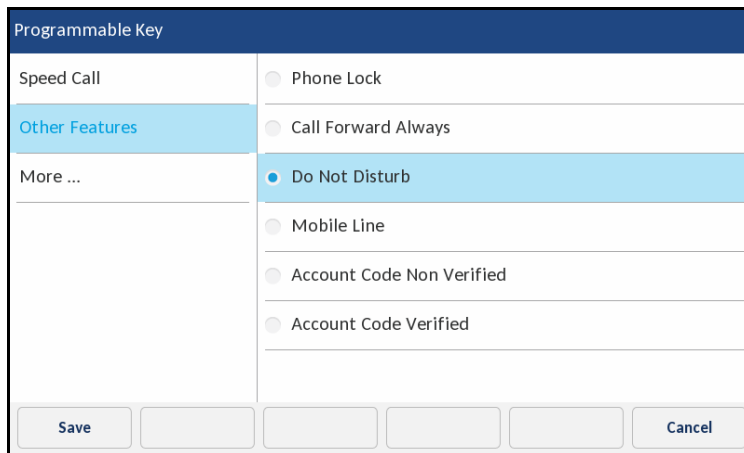 Programmable Key
Speed Call
Other Features
More ...
Phone Lock
Call Forward Always
Do Not Disturb
Mobile Line
Account Code Non Verified
Account Code Verified
Save
Cancel